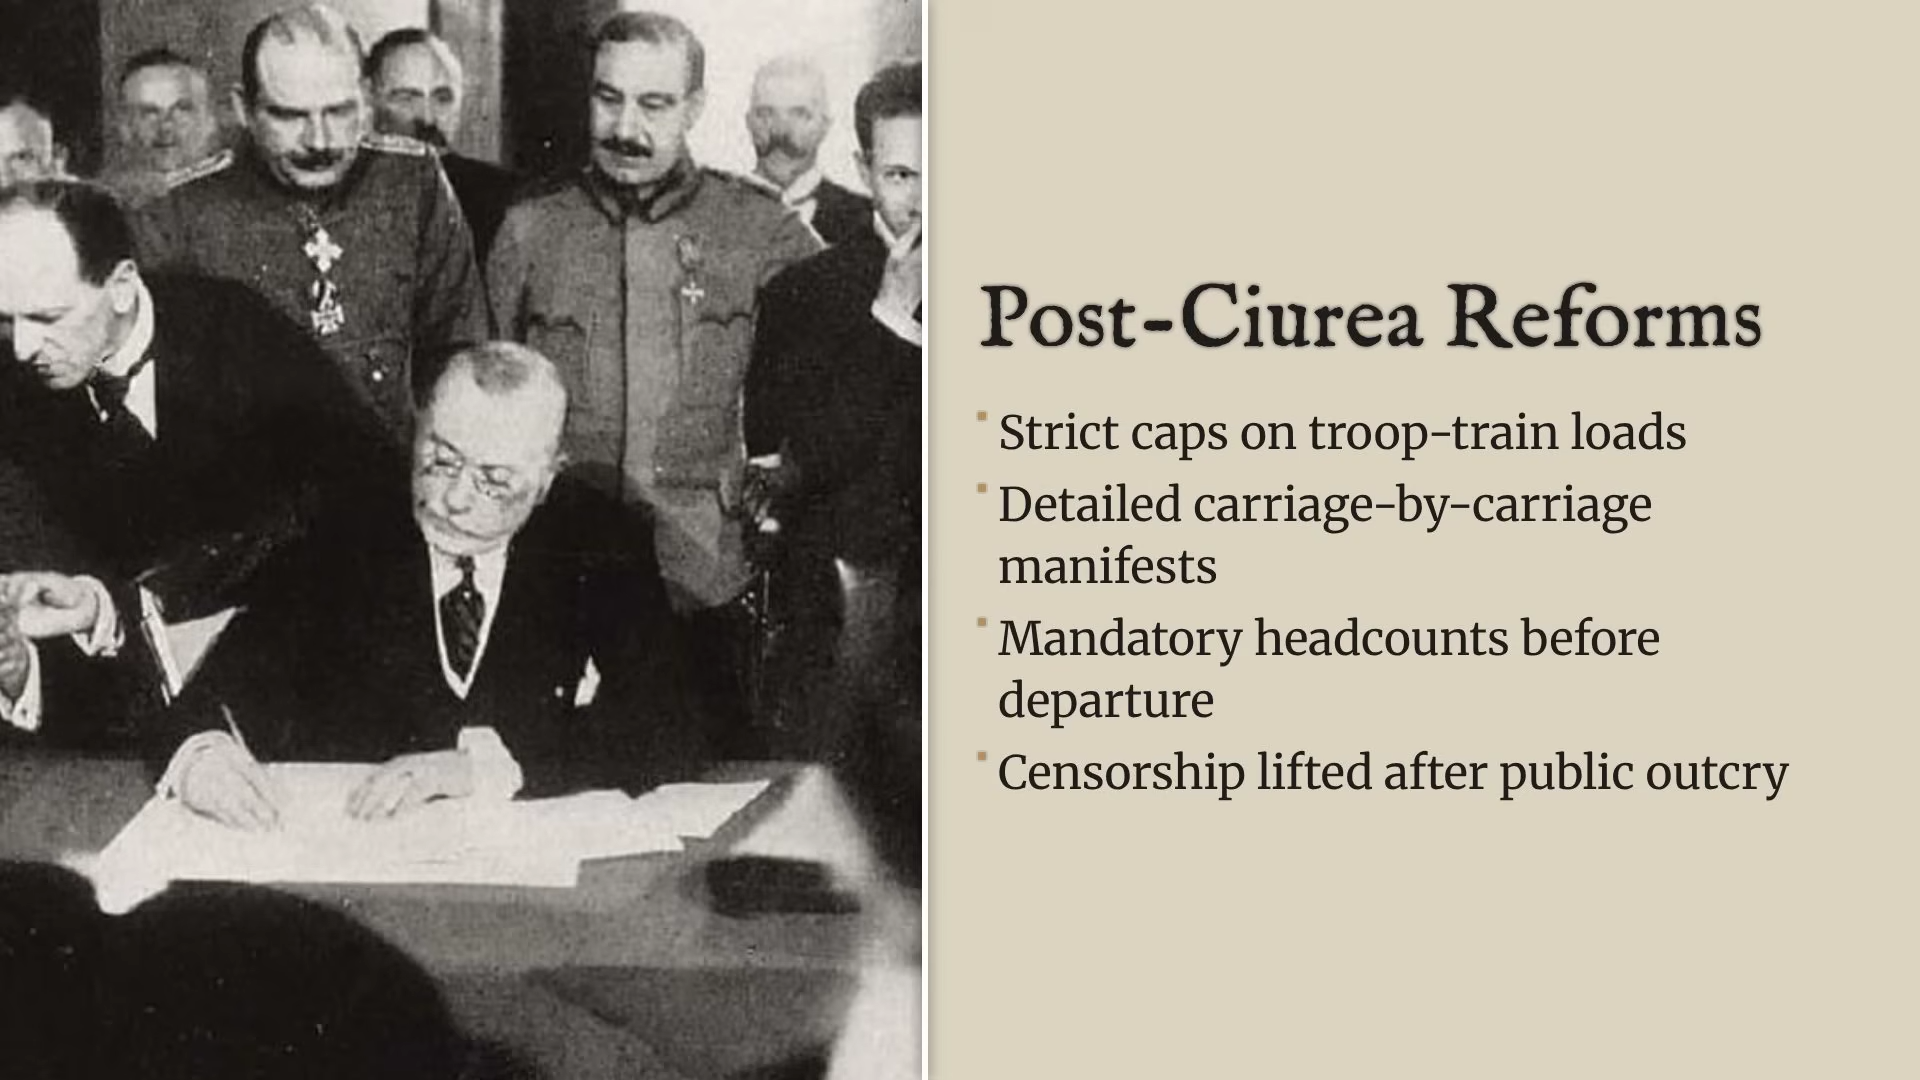 Post-Ciurea Reforms
Strict caps on troop-train loads
Detailed carriage-by-carriage
manifests
Mandatory headcounts before
departure
Censorship lifted after public outcry